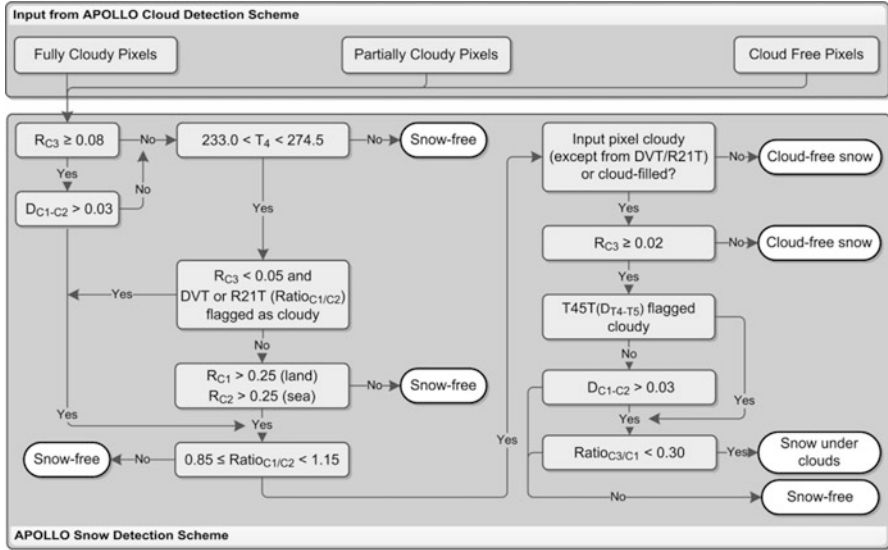 Input from APOLLO Cloud Detection Scheme
Fully Cloudy Pixels
Partially Cloudy Pixels
Cloud Free Pixels
RC3 ≥ 0.08
No
233.0 < T4 < 274.5
No
Snow-free
Yes
No
DC1-C2 > 0.03
Yes
RC3 < 0.05 and
DVT or R21T (RatioC1/C2)
flagged as cloudy
Yes
No
RC1 > 0.25 (land)
RC2 > 0.25 (sea)
No
Snow-free
Yes
Yes
Snow-free
No
0.85 ≤ RatioC1/C2 < 1.15
Yes
Input pixel cloudy
(except from DVT/R21T)
or cloud-filled?
No
Cloud-free snow
Yes
RC3 ≥ 0.02
No
Cloud-free snow
Yes
T45T(DT4-T5) flagged
cloudy
No
Yes
DC1-C2 > 0.03
Yes
RatioC3/C1 < 0.30
Yes
Snow under
clouds
No
Snow-free
APOLLO Snow Detection Scheme